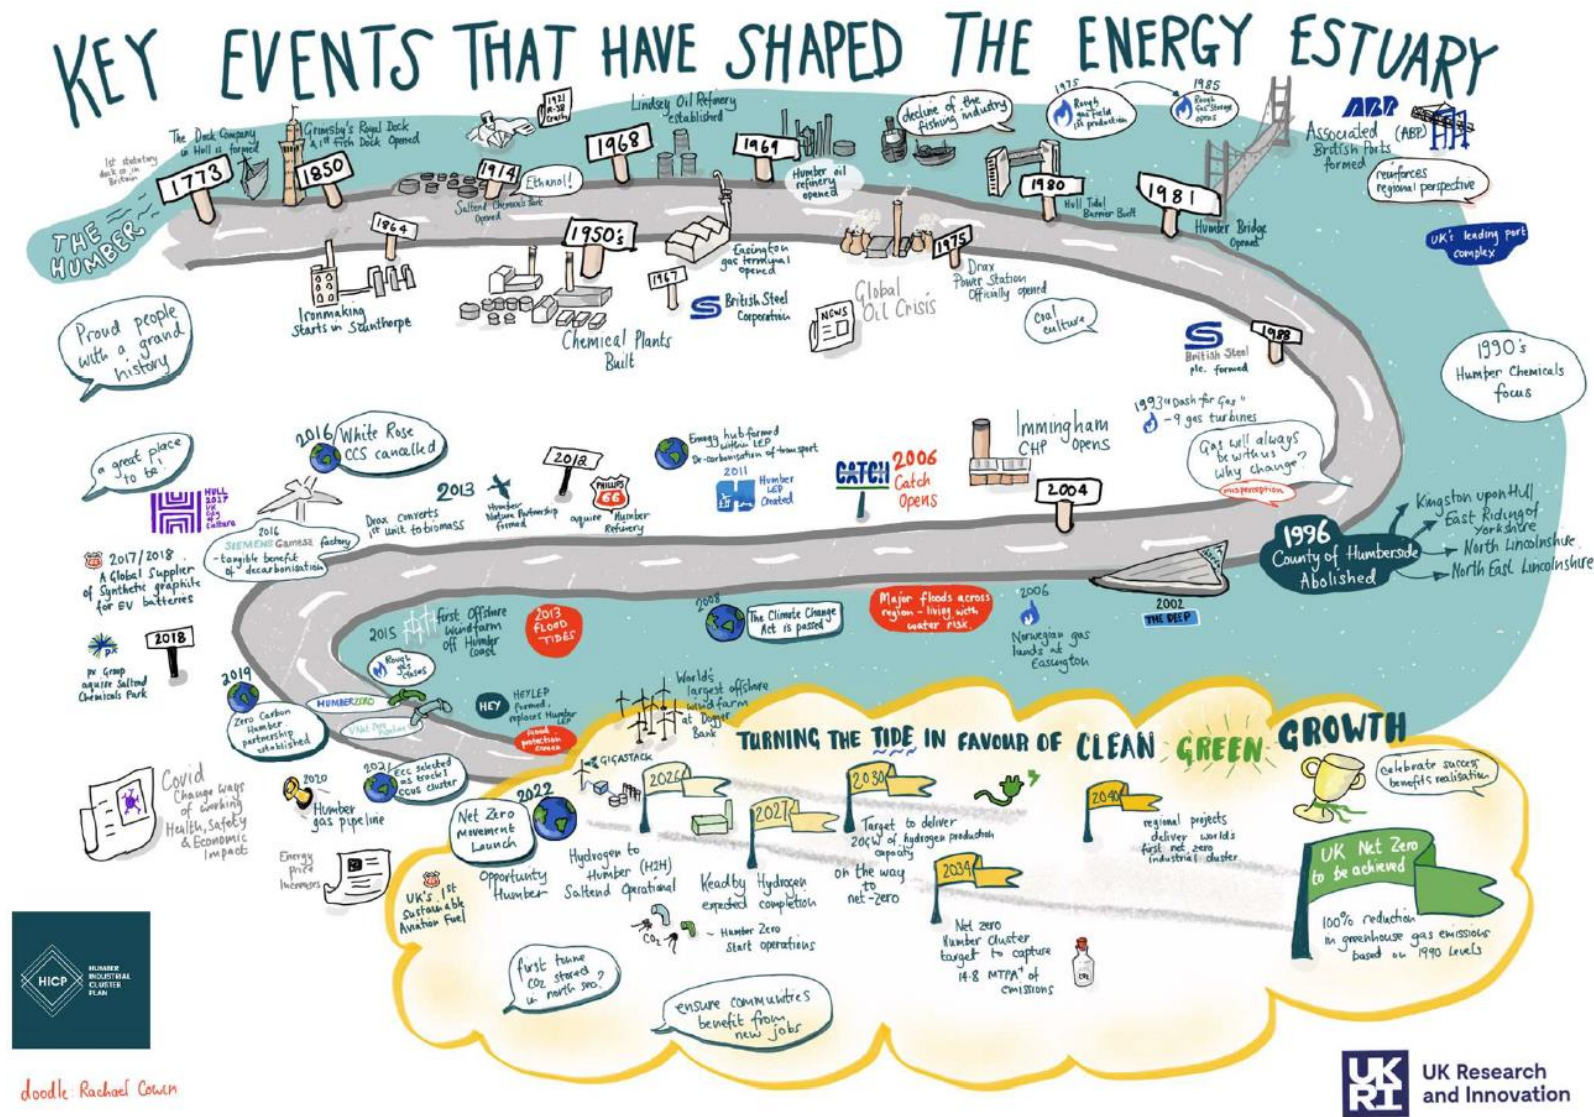 KEY EVENTS THAT HAVE SHAPED THE ENERGY ESTUARY
THE
HUMBER
1st statutory
dock co in
Britain
1773
The Dock Company
in Hull is formed
1850
Grimsby's Royal Dock
& 1st Fish Dock Opened
1864
Ironmaking
starts in Scunthorpe
1914
Ethanol!
Saltend Chemicals Park
Opened
1921
R-38
Crash
1950's
Chemical Plants
Built
1968
Lindsey Oil Refinery
established
1967
Easington
gas terminal
opened
British Steel
Corporation
1969
Humber oil
refinery
opened
NEWS
Global
Oil Crisis
decline of the
fishing industry
1975
Drax
Power Station
Officially opened
Coal
culture
1975
Rough
gas field
1st production
1985
Rough
Gas Storage
opens
1980
Hull Tidal
Barrier Built
1981
Humber Bridge
Opened
ABP
Associated (ABP)
British Ports
formed
reinforces
regional perspective
UK's leading port
complex
1988
British Steel
plc. formed
1990's
Humber Chemicals
focus
1993 "Dash for Gas"
- 9 gas turbines
Gas will always
be with us
why change?
misperception
1996
County of Humberside
Abolished
Kingston upon Hull
East Riding of
Yorkshire
North Lincolnshire
North East Lincolnshire
2002
THE DEEP
2004
Immingham
CHP
opens
2006
Norwegian gas
lands at
Easington
CATCH
2006
Catch
Opens
Major floods across
region - living with
water risk.
2008
The Climate Change
Act is passed
Energy hub formed
within LEP
De-carbonisation of transport
2011
Humber
LEP
Created
2012
PHILLIPS
66
aquire Humber
Refinery
Humber
Nature Partnership
formed
2013
Drax converts
1st unit to biomass
2013
FLOOD
TIDES
2015
first Offshore
windfarm
off Humber
Coast
2016
White Rose
CCS cancelled
2016
SIEMENS Gamesa factory
- tangible benefit
of decarbonisation
Proud people
with a grand
history
a great place
to be!
HULL
2017
UK
City
of
Culture
2017/2018
A Global Supplier
of Synthetic graphite
for EV batteries
2018
px
px Group
aquire Saltend
Chemicals Park
Rough
gas
closes
2019
Zero Carbon
Humber
partnership
established
HUMBERZERO
HEY
HEYLEP
formed,
replaces Humber
LEP
flood
protection
World's
largest offshore
windfarm
at Dogger
Bank
Covid
Change ways
of working
Health, Safety
& Economic
Impact
2020
Humber
gas pipeline
2021
ECC selected
as track 1
CCUS cluster
Energy
Price
Increases
TURNING THE TIDE IN FAVOUR OF CLEAN GREEN GROWTH
2022
Net Zero
Movement
Launch
Opportunity
Humber
UK's 1st
Sustainable
Aviation Fuel
GIGASTACK
2026
Hydrogen to
Humber (H2H)
Saltend Operational
CO2
- Humber Zero
start operations
2027
Keadby Hydrogen
expected completion
2030
Target to deliver
20GW of hydrogen production
capacity
on the way
to
net-zero
2034
Net zero
Humber Cluster
target to capture
14.8 MTPA+ of
emissions
CO2
2040
regional projects
deliver worlds
first net zero
industrial cluster
celebrate success
benefits realisation
UK Net Zero
to be achieved
100% reduction
in greenhouse gas emissions
based on 1990 levels
first tonne
CO2 stored
in north sea?
ensure communities
benefit from
new jobs
HICP
HUMBER
INDUSTRIAL
CLUSTER
PLAN
doodle: Rachael Cowen
UK
RI
UK Research
and Innovation